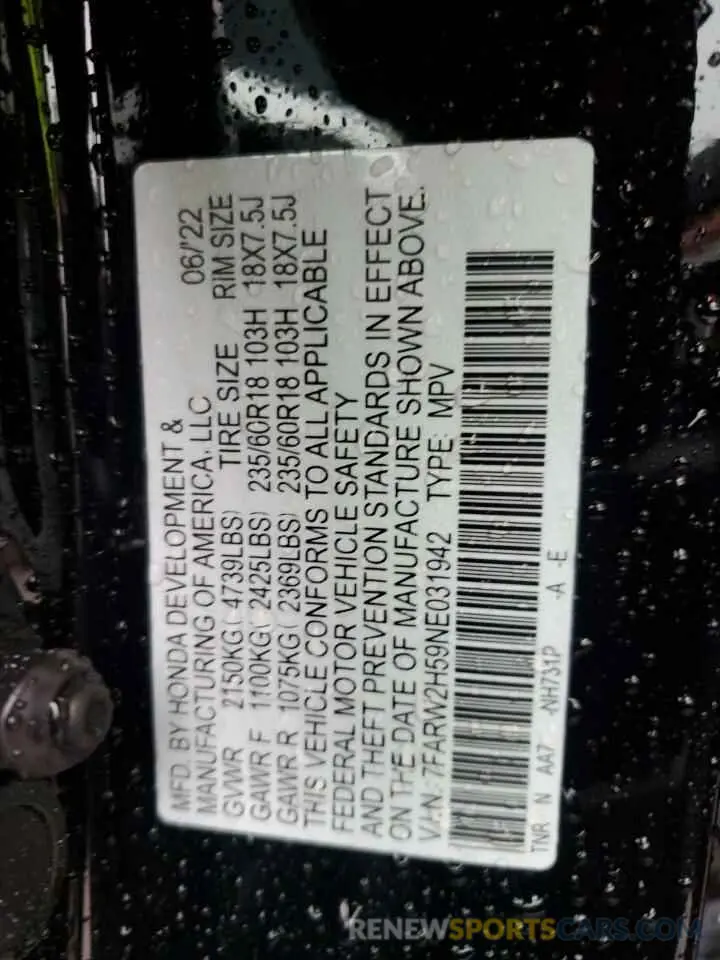 MFD. BY HONDA DEVELOPMENT &
MANUFACTURING OF AMERICA, LLC 06/'22
GVWR 2150KG( 4739LBS) TIRE SIZE RIM SIZE
GAWR F 1100KG( 2425LBS) 235/60R18 103H 18X7.5J
GAWR R 1075KG( 2369LBS) 235/60R18 103H 18X7.5J
THIS VEHICLE CONFORMS TO ALL APPLICABLE
FEDERAL MOTOR VEHICLE SAFETY
AND THEFT PREVENTION STANDARDS IN EFFECT
ON THE DATE OF MANUFACTURE SHOWN ABOVE.
V.I.N.: 7FARW2H59NE031942 TYPE: MPV
TNR N AA7 -NH731P -A -E
RENEWSPORTSCARS.COM